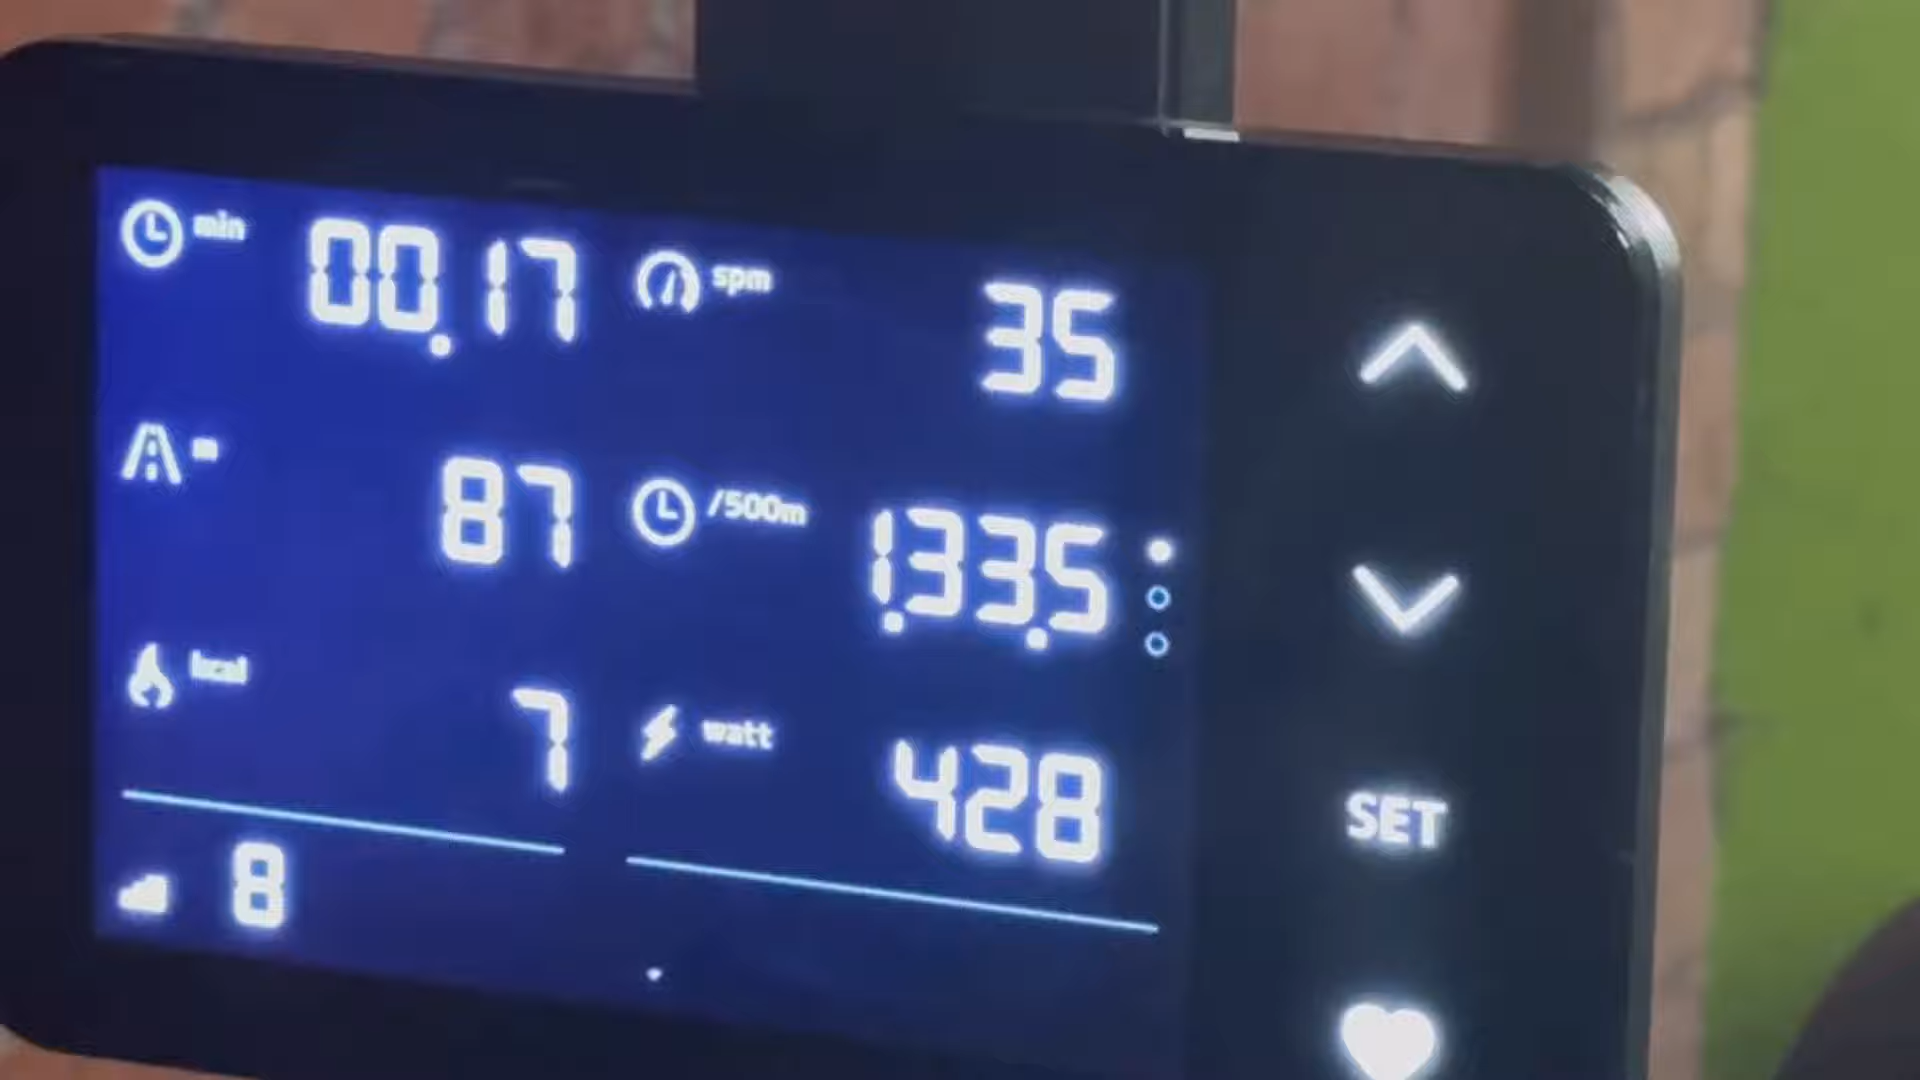 min 00.17 spm 35
m 87 /500m 1.33.5
kcal 7 watt 428
8
SET